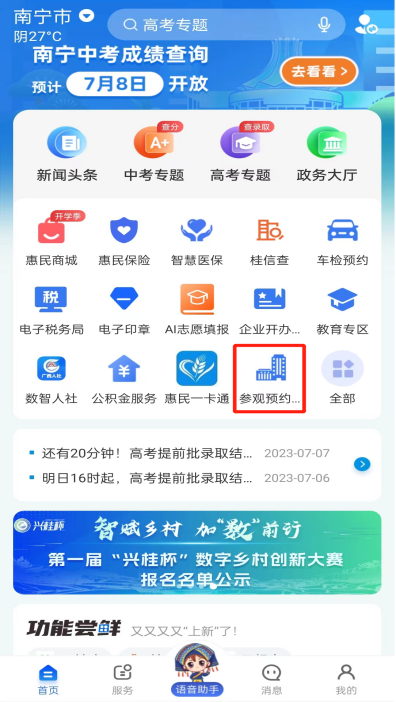 南宁市
阴27°C
高考专题
南宁中考成绩查询
预计 7月8日 开放
去看看>
查分
查录取
A+
新闻头条 中考专题 高考专题 政务大厅
开学季
惠民商城 惠民保险 智慧医保 桂信查 车检预约
税
电子税务局 电子印章 AI志愿填报 企业开办... 教育专区
数智人社 公积金服务 惠民一卡通 参观预约... 全部
还有20分钟！高考提前批录取结... 2023-07-07
明日16时起，高考提前批录取结... 2023-07-06
兴桂杯 智赋乡村 加“数”前行
第一届“兴桂杯”数字乡村创新大赛
报名名单公示
功能尝鲜 又又又又“上新”了!
首页 服务 语音助手 消息 我的